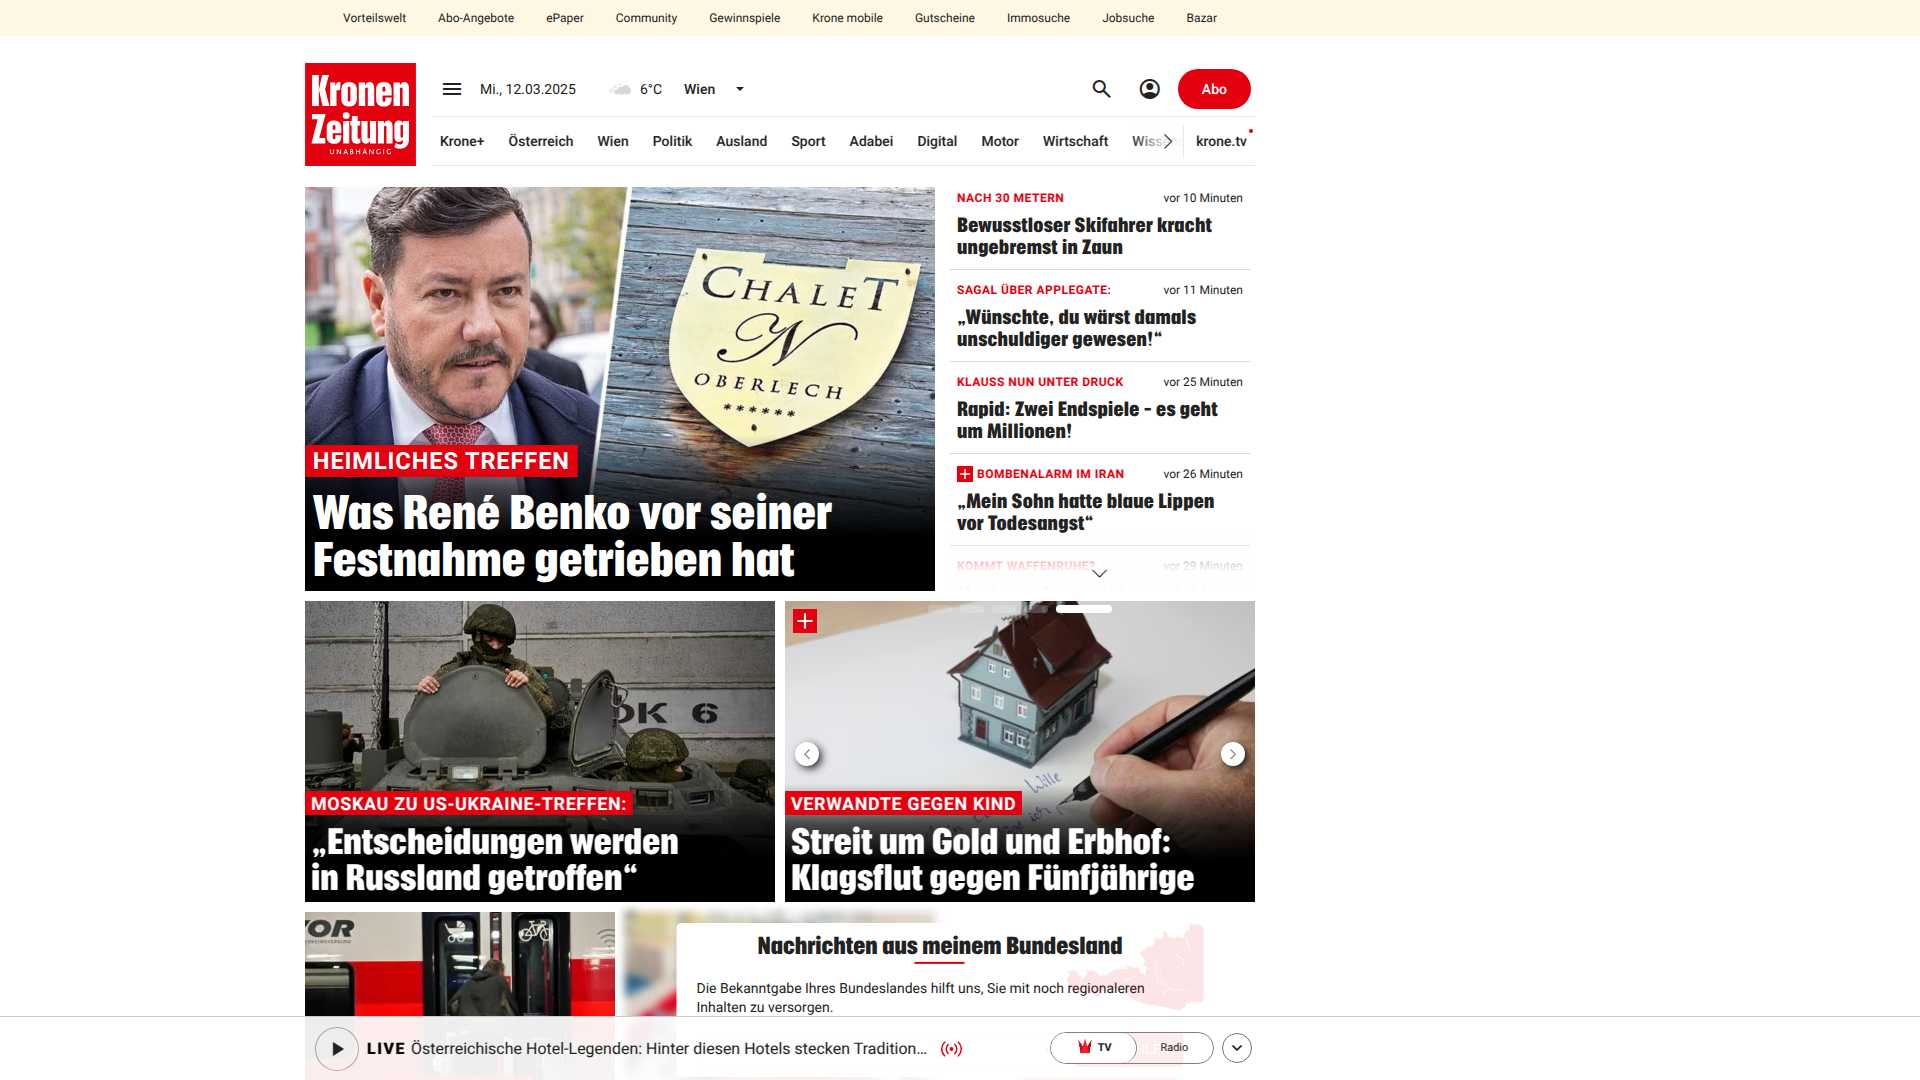 Vorteilswelt Abo-Angebote ePaper Community Gewinnspiele Krone mobile Gutscheine Immosuche Jobsuche Bazar
Kronen
Zeitung
UNABHÄNGIG
Mi., 12.03.2025 6°C Wien
Abo
Krone+ Österreich Wien Politik Ausland Sport Adabei Digital Motor Wirtschaft krone.tv
CHALET
N
OBERLECH
******
HEIMLICHES TREFFEN
Was René Benko vor seiner
Festnahme getrieben hat
NACH 30 METERN vor 10 Minuten
Bewusstloser Skifahrer kracht
ungebremst in Zaun
SAGAL ÜBER APPLEGATE: vor 11 Minuten
„Wünschte, du wärst damals
unschuldiger gewesen!“
KLAUSS NUN UNTER DRUCK vor 25 Minuten
Rapid: Zwei Endspiele – es geht
um Millionen!
BOMBENALARM IM IRAN vor 26 Minuten
„Mein Sohn hatte blaue Lippen
vor Todesangst“
KOMMT WAFFENRUHE? vor 29 Minuten
OK 6
MOSKAU ZU US-UKRAINE-TREFFEN:
„Entscheidungen werden
in Russland getroffen“
Wille
VERWANDTE GEGEN KIND
Streit um Gold und Erbhof:
Klagsflut gegen Fünfjährige
Nachrichten aus meinem Bundesland
Die Bekanntgabe Ihres Bundeslandes hilft uns, Sie mit noch regionaleren
Inhalten zu versorgen.
LIVE Österreichische Hotel-Legenden: Hinter diesen Hotels stecken Tradition...
TV Radio